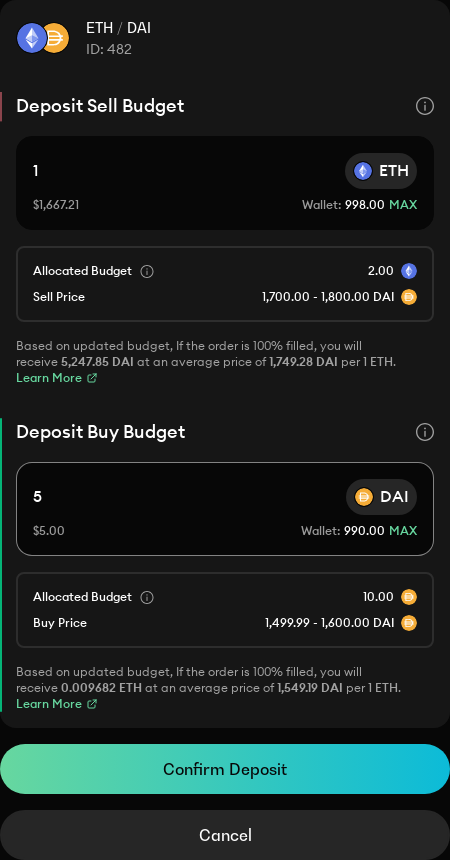 ETH / DAI
ID: 482
Deposit Sell Budget
1
ETH
$1,667.21
Wallet: 998.00 MAX
Allocated Budget
2.00
Sell Price
1,700.00 - 1,800.00 DAI
Based on updated budget, If the order is 100% filled, you will
receive 5,247.85 DAI at an average price of 1,749.28 DAI per 1 ETH.
Learn More
Deposit Buy Budget
5
DAI
$5.00
Wallet: 990.00 MAX
Allocated Budget
10.00
Buy Price
1,499.99 - 1,600.00 DAI
Based on updated budget, If the order is 100% filled, you will
receive 0.009682 ETH at an average price of 1,549.19 DAI per 1 ETH.
Learn More
Confirm Deposit
Cancel